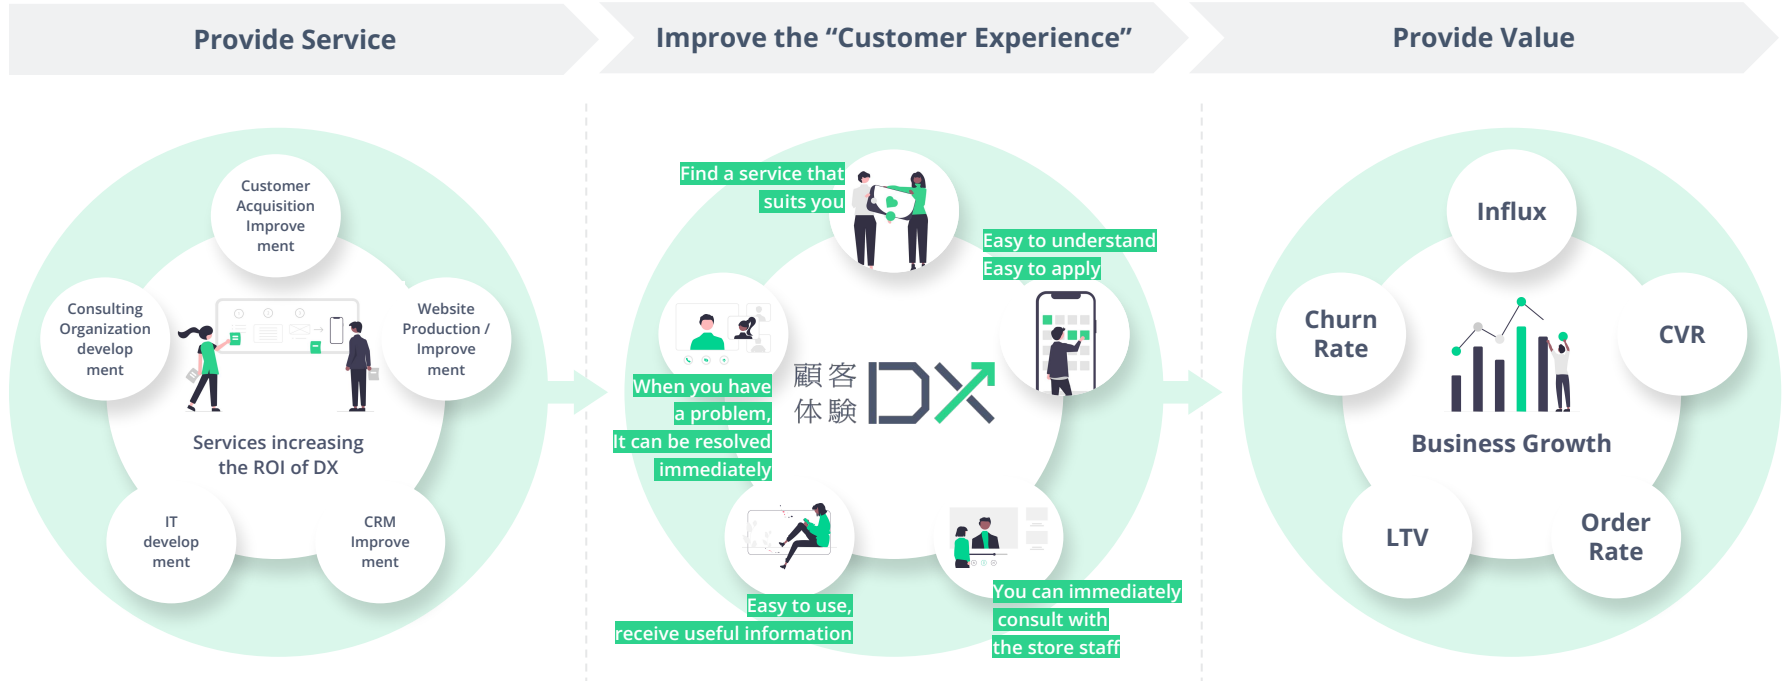 Provide Service
Improve the “Customer Experience”
Provide Value
Customer
Acquisition
Improve
ment
Consulting
Organization
develop
ment
Website
Production /
Improve
ment
Services increasing
the ROI of DX
IT
develop
ment
CRM
Improve
ment
Find a service that
suits you
Easy to understand
Easy to apply
When you have
a problem,
It can be resolved
immediately
顧客
体験
DX
Easy to use,
receive useful information
You can immediately
consult with
the store staff
Influx
Churn
Rate
CVR
Business Growth
LTV
Order
Rate